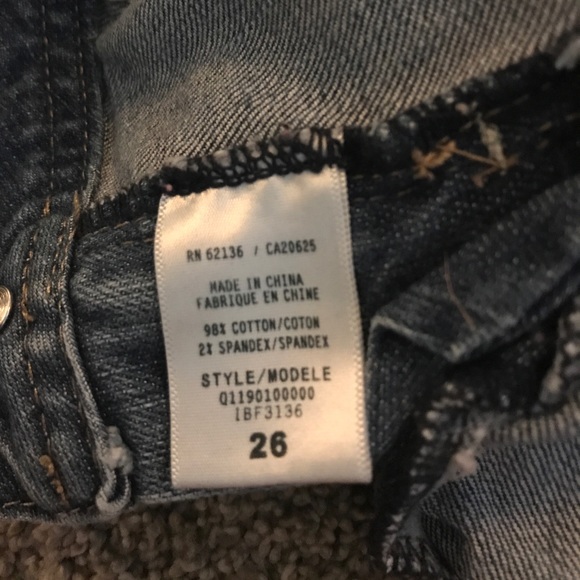 RN 62136 / CA20625
MADE IN CHINA
FABRIQUE EN CHINE
98% COTTON/COTON
2% SPANDEX/SPANDEX
STYLE/MODELE
Q1190100000
1BF3136
26